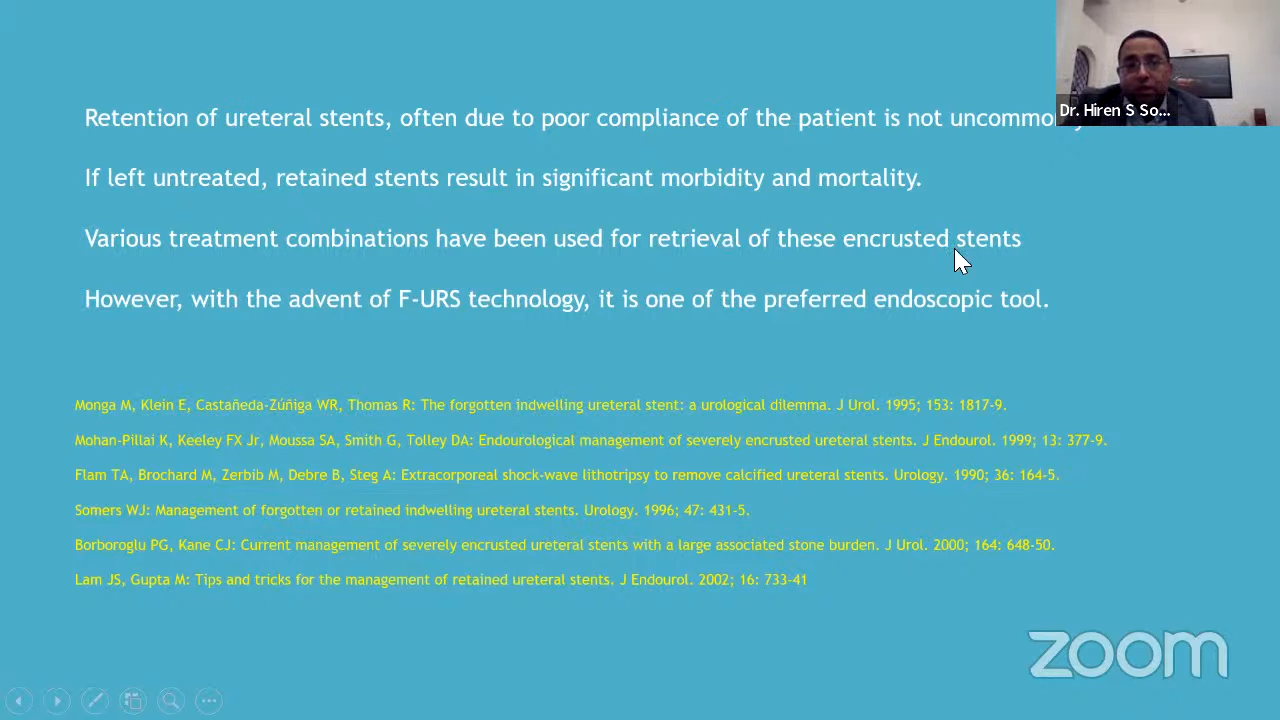 Retention of ureteral stents, often due to poor compliance of the patient is not
Dr. Hiren S So...
If left untreated, retained stents result in significant morbidity and mortality.
Various treatment combinations have been used for retrieval of these encrusted stents
However, with the advent of F-URS technology, it is one of the preferred endoscopic tool.
Monga M, Klein E, Castañeda-Zúñiga WR, Thomas R: The forgotten indwelling ureteral stent: a urological dilemma. J Urol. 1995; 153: 1817-9.
Mohan-Pillai K, Keeley FX Jr, Moussa SA, Smith G, Tolley DA: Endourological management of severely encrusted ureteral stents. J Endourol. 1999; 13: 377-9.
Flam TA, Brochard M, Zerbib M, Debre B, Steg A: Extracorporeal shock-wave lithotripsy to remove calcified ureteral stents. Urology. 1990; 36: 164-5.
Somers WJ: Management of forgotten or retained indwelling ureteral stents. Urology. 1996; 47: 431-5.
Borboroglu PG, Kane CJ: Current management of severely encrusted ureteral stents with a large associated stone burden. J Urol. 2000; 164: 648-50.
Lam JS, Gupta M: Tips and tricks for the management of retained ureteral stents. J Endourol. 2002; 16: 733-41
zoom